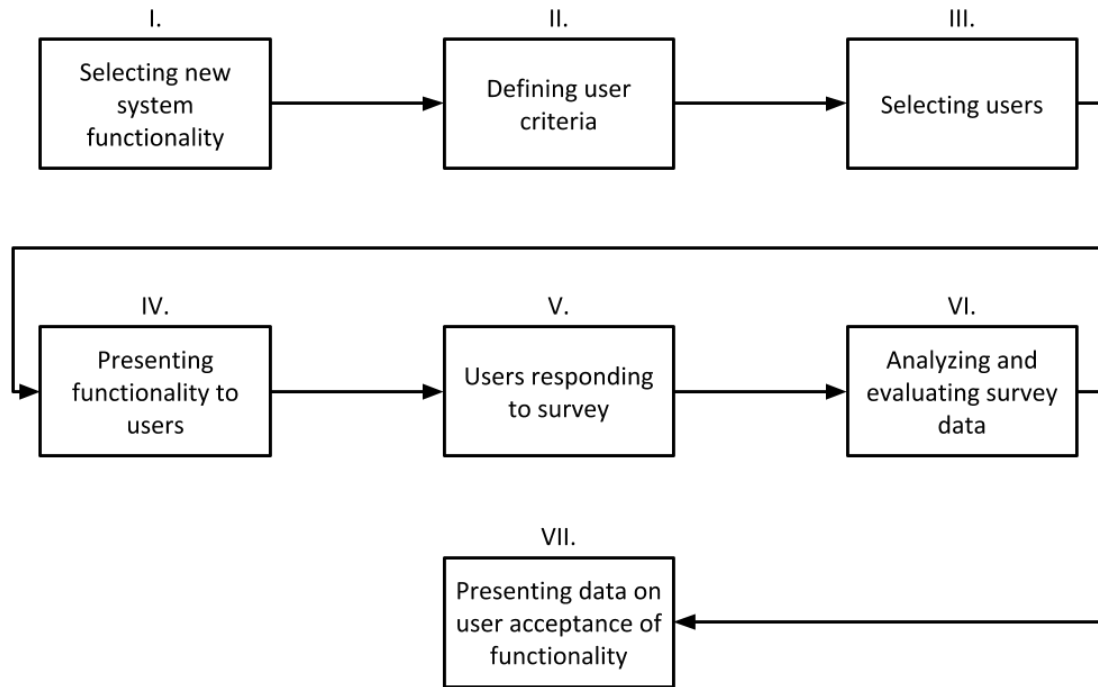 I.
Selecting new
system
functionality
II.
Defining user
criteria
III.
Selecting users
IV.
Presenting
functionality to
users
V.
Users responding
to survey
VI.
Analyzing and
evaluating survey
data
VII.
Presenting data on
user acceptance of
functionality